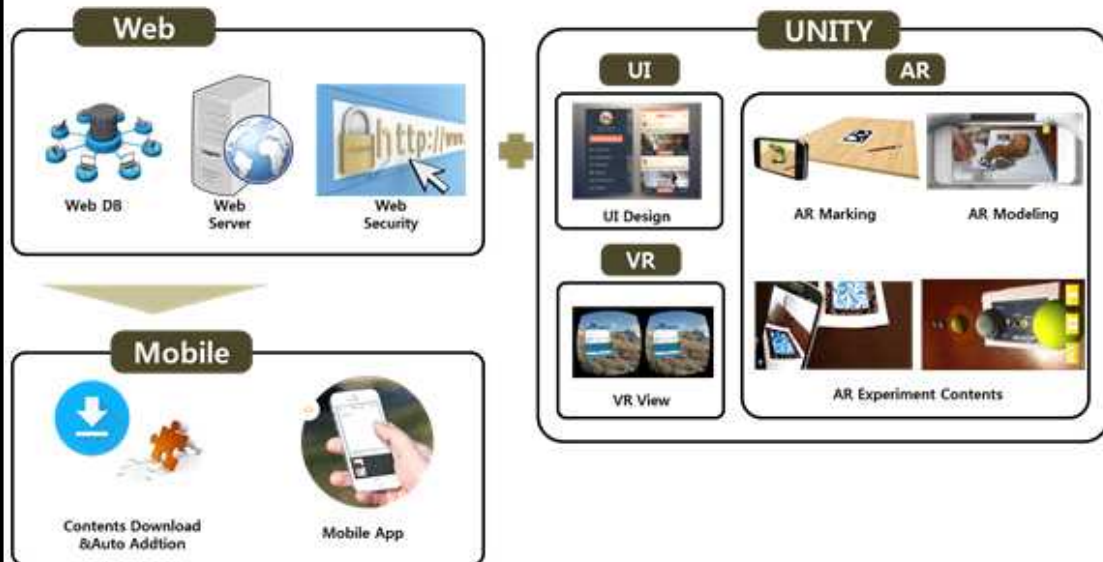 Web
Web DB
Web
Server
http://www.
Web
Security
Mobile
Contents Download
&Auto Addtion
Mobile App
UNITY
UI
UI Design
VR
VR View
AR
AR Marking
AR Modeling
AR Experiment Contents